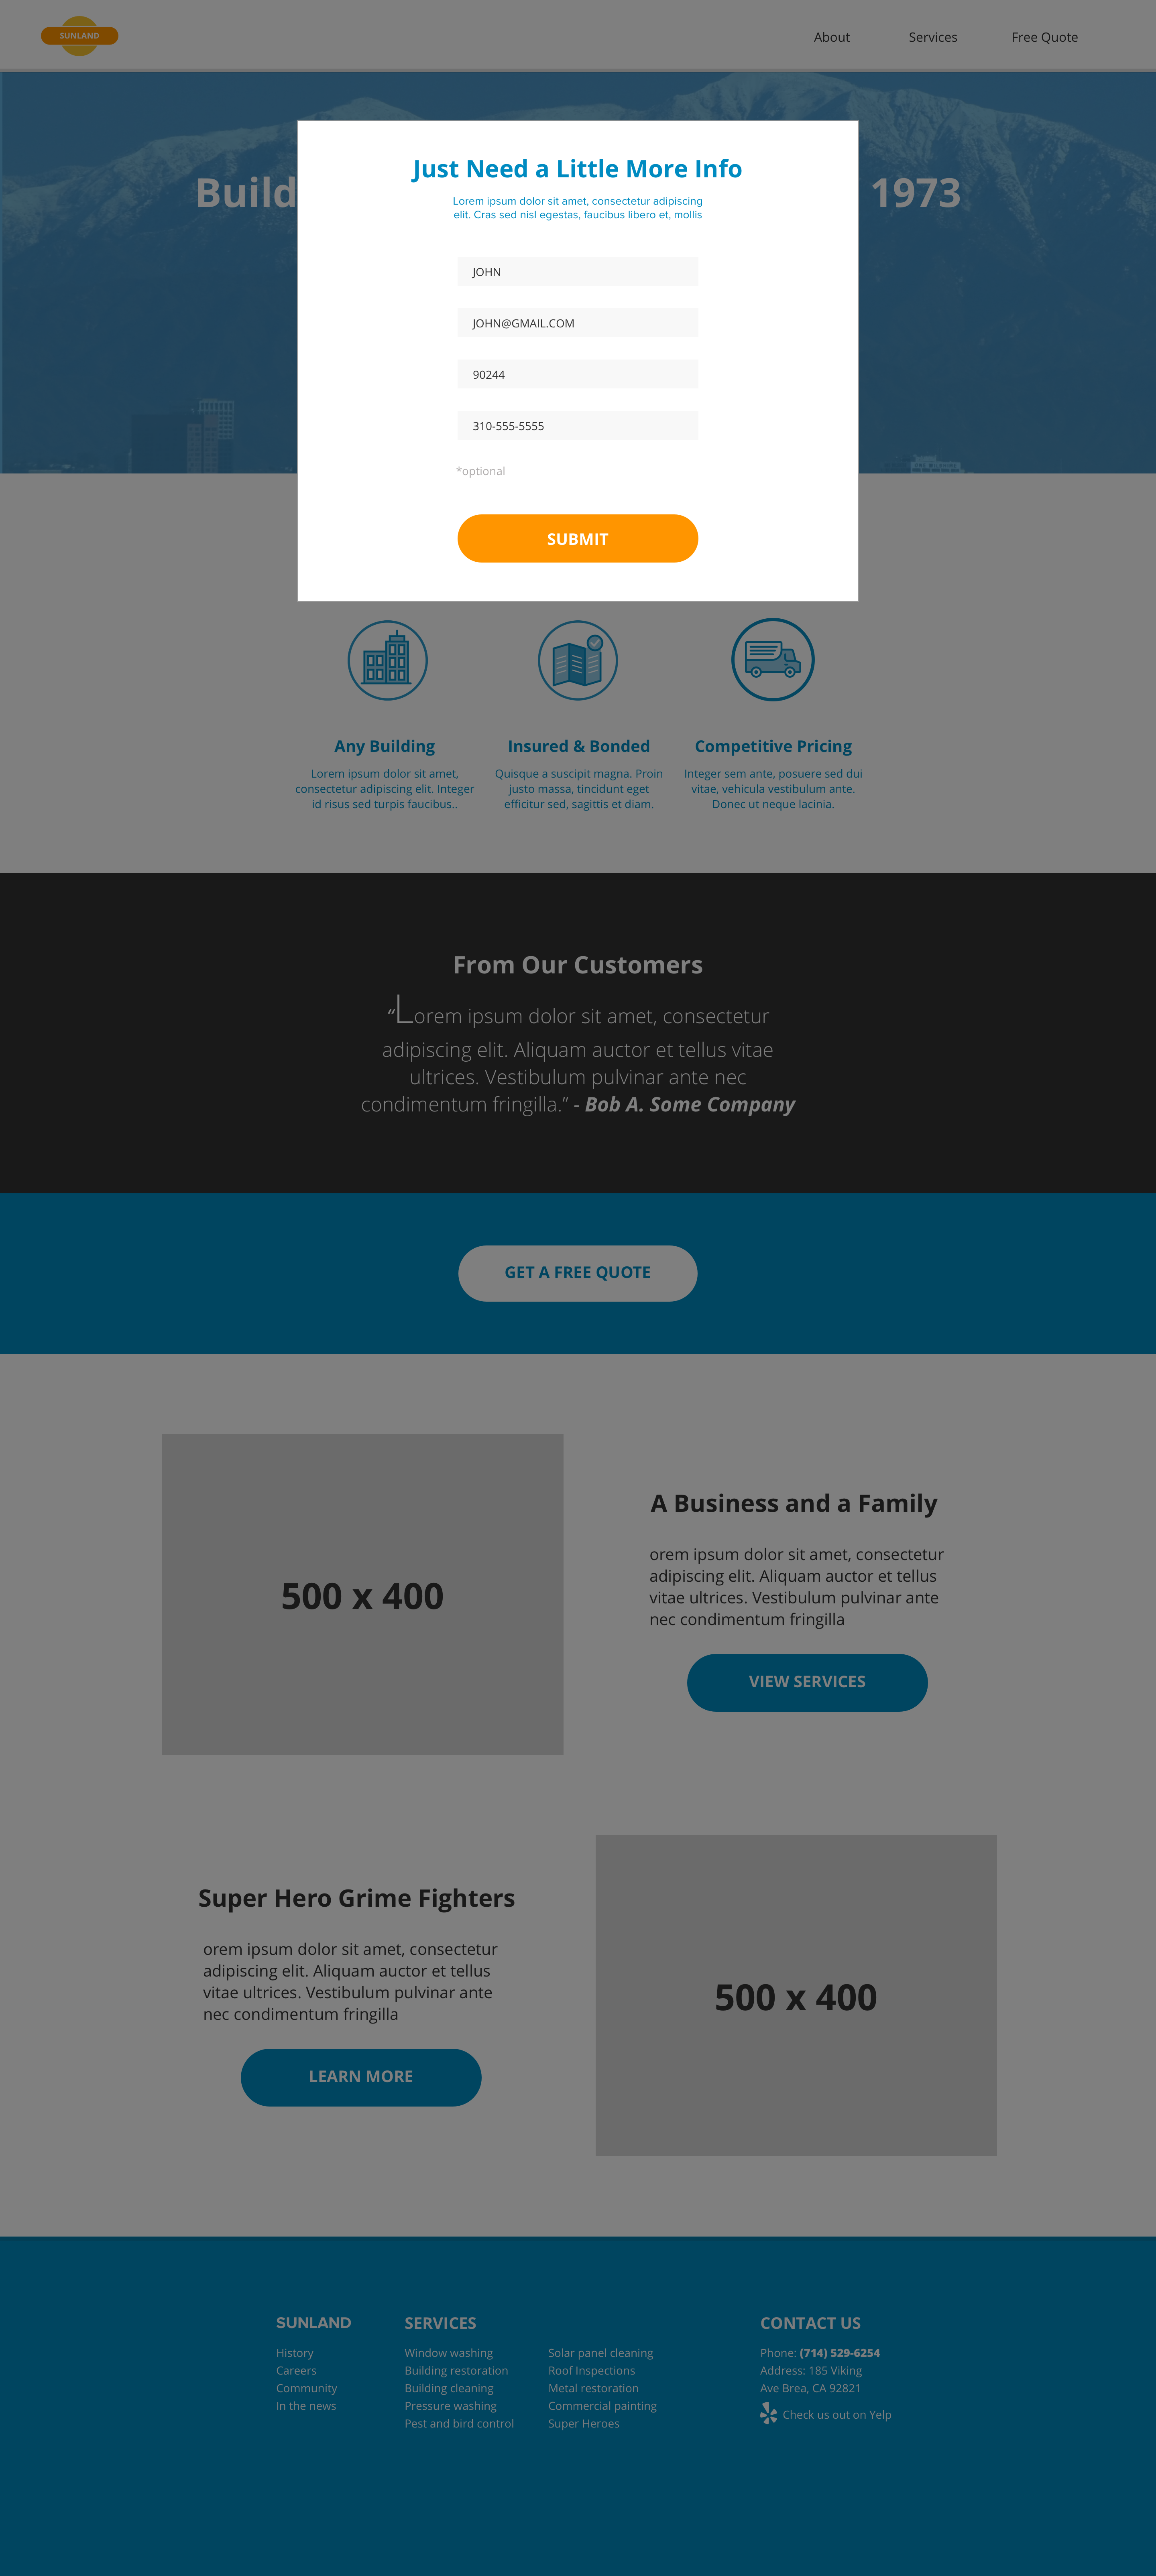 SUNLAND
About
Services
Free Quote
Build
1973
Just Need a Little More Info
Lorem ipsum dolor sit amet, consectetur adipiscing
elit. Cras sed nisl egestas, faucibus libero et, mollis
JOHN
JOHN@GMAIL.COM
90244
310-555-5555
*optional
SUBMIT
Any Building
Lorem ipsum dolor sit amet,
consectetur adipiscing elit. Integer
id risus sed turpis faucibus..
Insured & Bonded
Quisque a suscipit magna. Proin
justo massa, tincidunt eget
efficitur sed, sagittis et diam.
Competitive Pricing
Integer sem ante, posuere sed dui
vitae, vehicula vestibulum ante.
Donec ut neque lacinia.
From Our Customers
“Lorem ipsum dolor sit amet, consectetur
adipiscing elit. Aliquam auctor et tellus vitae
ultrices. Vestibulum pulvinar ante nec
condimentum fringilla.” - Bob A. Some Company
GET A FREE QUOTE
500 x 400
A Business and a Family
orem ipsum dolor sit amet, consectetur
adipiscing elit. Aliquam auctor et tellus
vitae ultrices. Vestibulum pulvinar ante
nec condimentum fringilla
VIEW SERVICES
Super Hero Grime Fighters
orem ipsum dolor sit amet, consectetur
adipiscing elit. Aliquam auctor et tellus
vitae ultrices. Vestibulum pulvinar ante
nec condimentum fringilla
LEARN MORE
500 x 400
SUNLAND
History
Careers
Community
In the news
SERVICES
Window washing
Building restoration
Building cleaning
Pressure washing
Pest and bird control
Solar panel cleaning
Roof Inspections
Metal restoration
Commercial painting
Super Heroes
CONTACT US
Phone: (714) 529-6254
Address: 185 Viking
Ave Brea, CA 92821
Check us out on Yelp